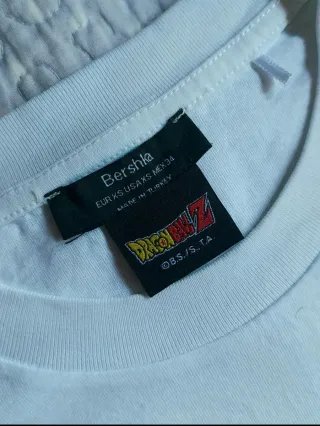 Bershka
EUR XS USA XS MEX 34
MADE IN TURKEY
DRAGON BALL Z
©B.S./S.,T.A.